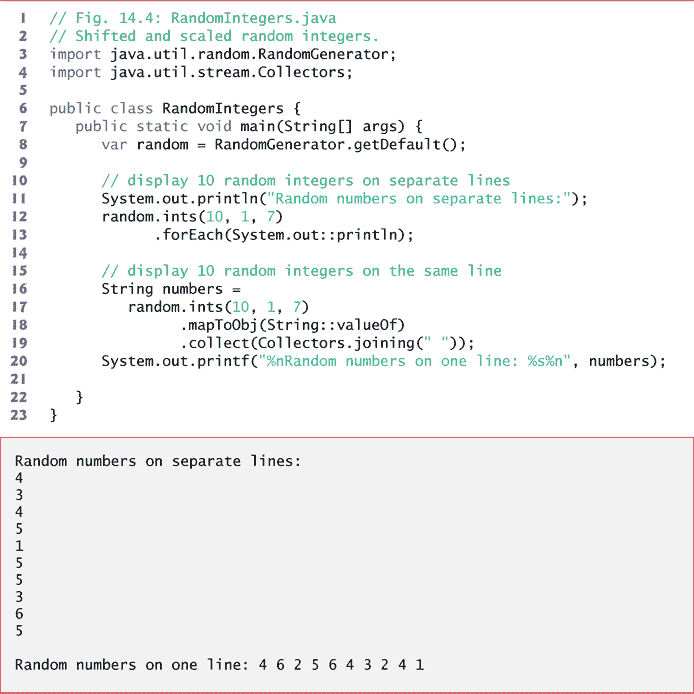 1 // Fig. 14.4: RandomIntegers.java
2 // Shifted and scaled random integers.
3 import java.util.random.RandomGenerator;
4 import java.util.stream.Collectors;
5
6 public class RandomIntegers {
7    public static void main(String[] args) {
8       var random = RandomGenerator.getDefault();
9
10       // display 10 random integers on separate lines
11       System.out.println("Random numbers on separate lines:");
12       random.ints(10, 1, 7)
13             .forEach(System.out::println);
14
15       // display 10 random integers on the same line
16       String numbers =
17          random.ints(10, 1, 7)
18                .mapToObj(String::valueOf)
19                .collect(Collectors.joining(" "));
20       System.out.printf("%nRandom numbers on one line: %s%n", numbers);
21
22    }
23 }
Random numbers on separate lines:
4
3
4
5
1
5
5
3
6
5
Random numbers on one line: 4 6 2 5 6 4 3 2 4 1